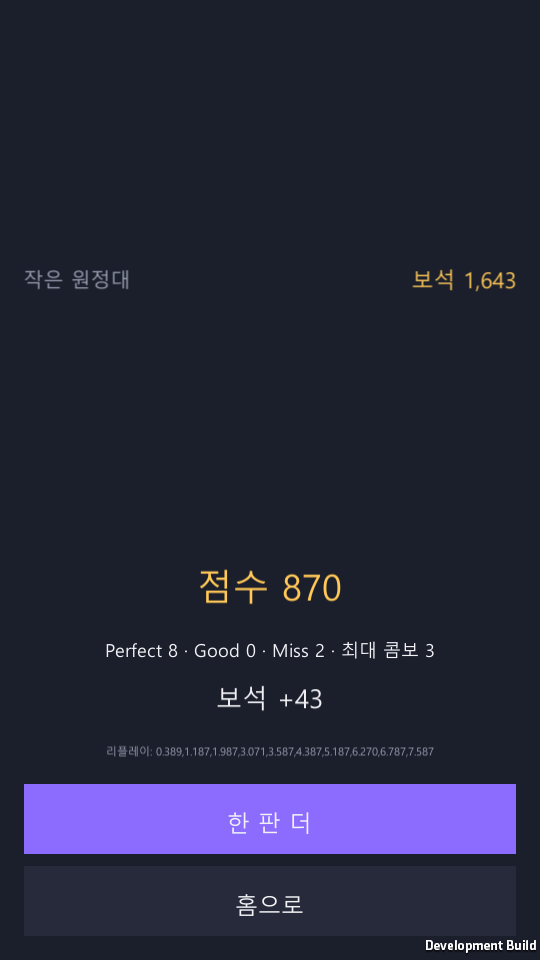 작은 원정대 보석 1,643
점수 870
Perfect 8 · Good 0 · Miss 2 · 최대 콤보 3
보석 +43
리플레이: 0.389,1.187,1.987,3.071,3.587,4.387,5.187,6.270,6.787,7.587
한 판 더
홈으로
Development Build